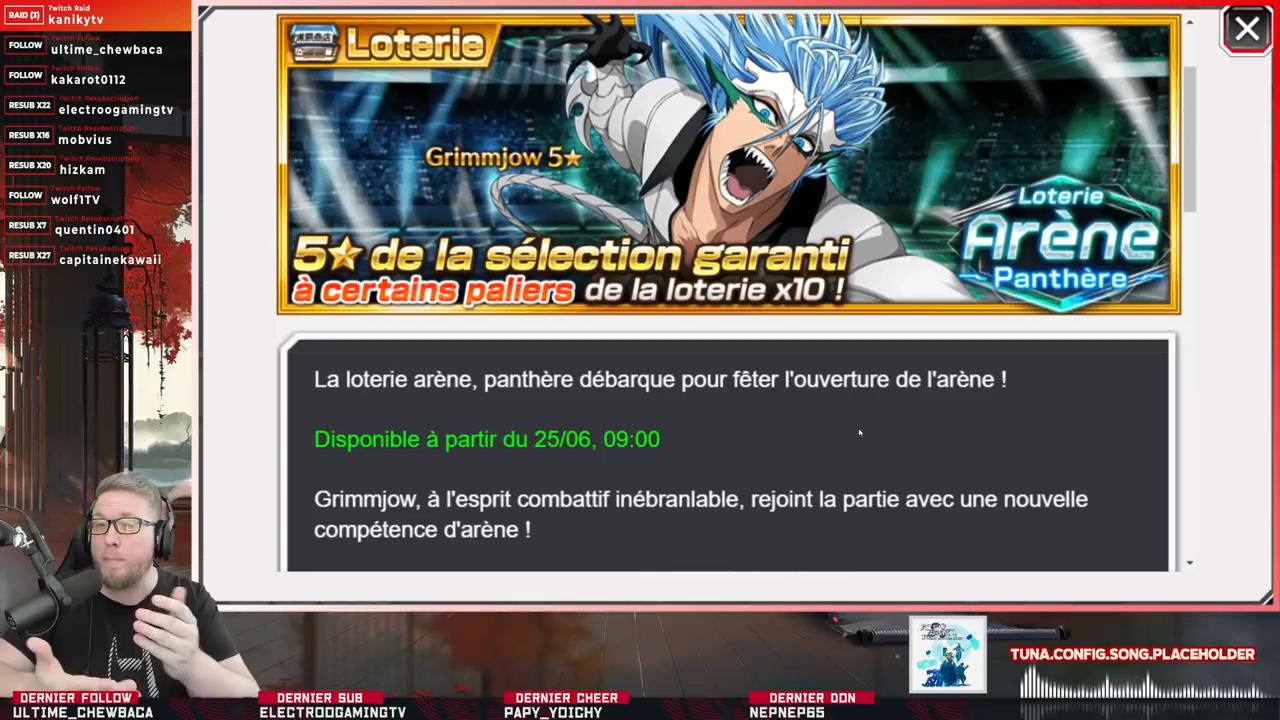 RAID (3)
Twitch Raid
kanikytv
FOLLOW
Twitch Follow
ultime_chewbaca
FOLLOW
Twitch Follow
kakarot0112
RESUB X22
Twitch Resubscription
electroogamingtv
RESUB X16
Twitch Resubscription
mobvius
RESUB X20
Twitch Resubscription
hizkam
FOLLOW
Twitch Follow
wolf1TV
RESUB X7
Twitch Resubscription
quentin0401
RESUB X27
Twitch Resubscription
capitainekawaii
Loterie
Grimmjow 5★
5★ de la sélection garanti
à certains paliers de la loterie x10 !
Loterie
Arène
Panthère
La loterie arène, panthère débarque pour fêter l'ouverture de l'arène !
Disponible à partir du 25/06, 09:00
Grimmjow, à l'esprit combattif inébranlable, rejoint la partie avec une nouvelle
compétence d'arène !
TUNA.CONFIG.SONG.PLACEHOLDER
DERNIER FOLLOW
ULTIME_CHEWBACA
DERNIER SUB
ELECTROOGAMINGTV
DERNIER CHEER
PAPY_YOICHY
DERNIER DON
NEPNEP65